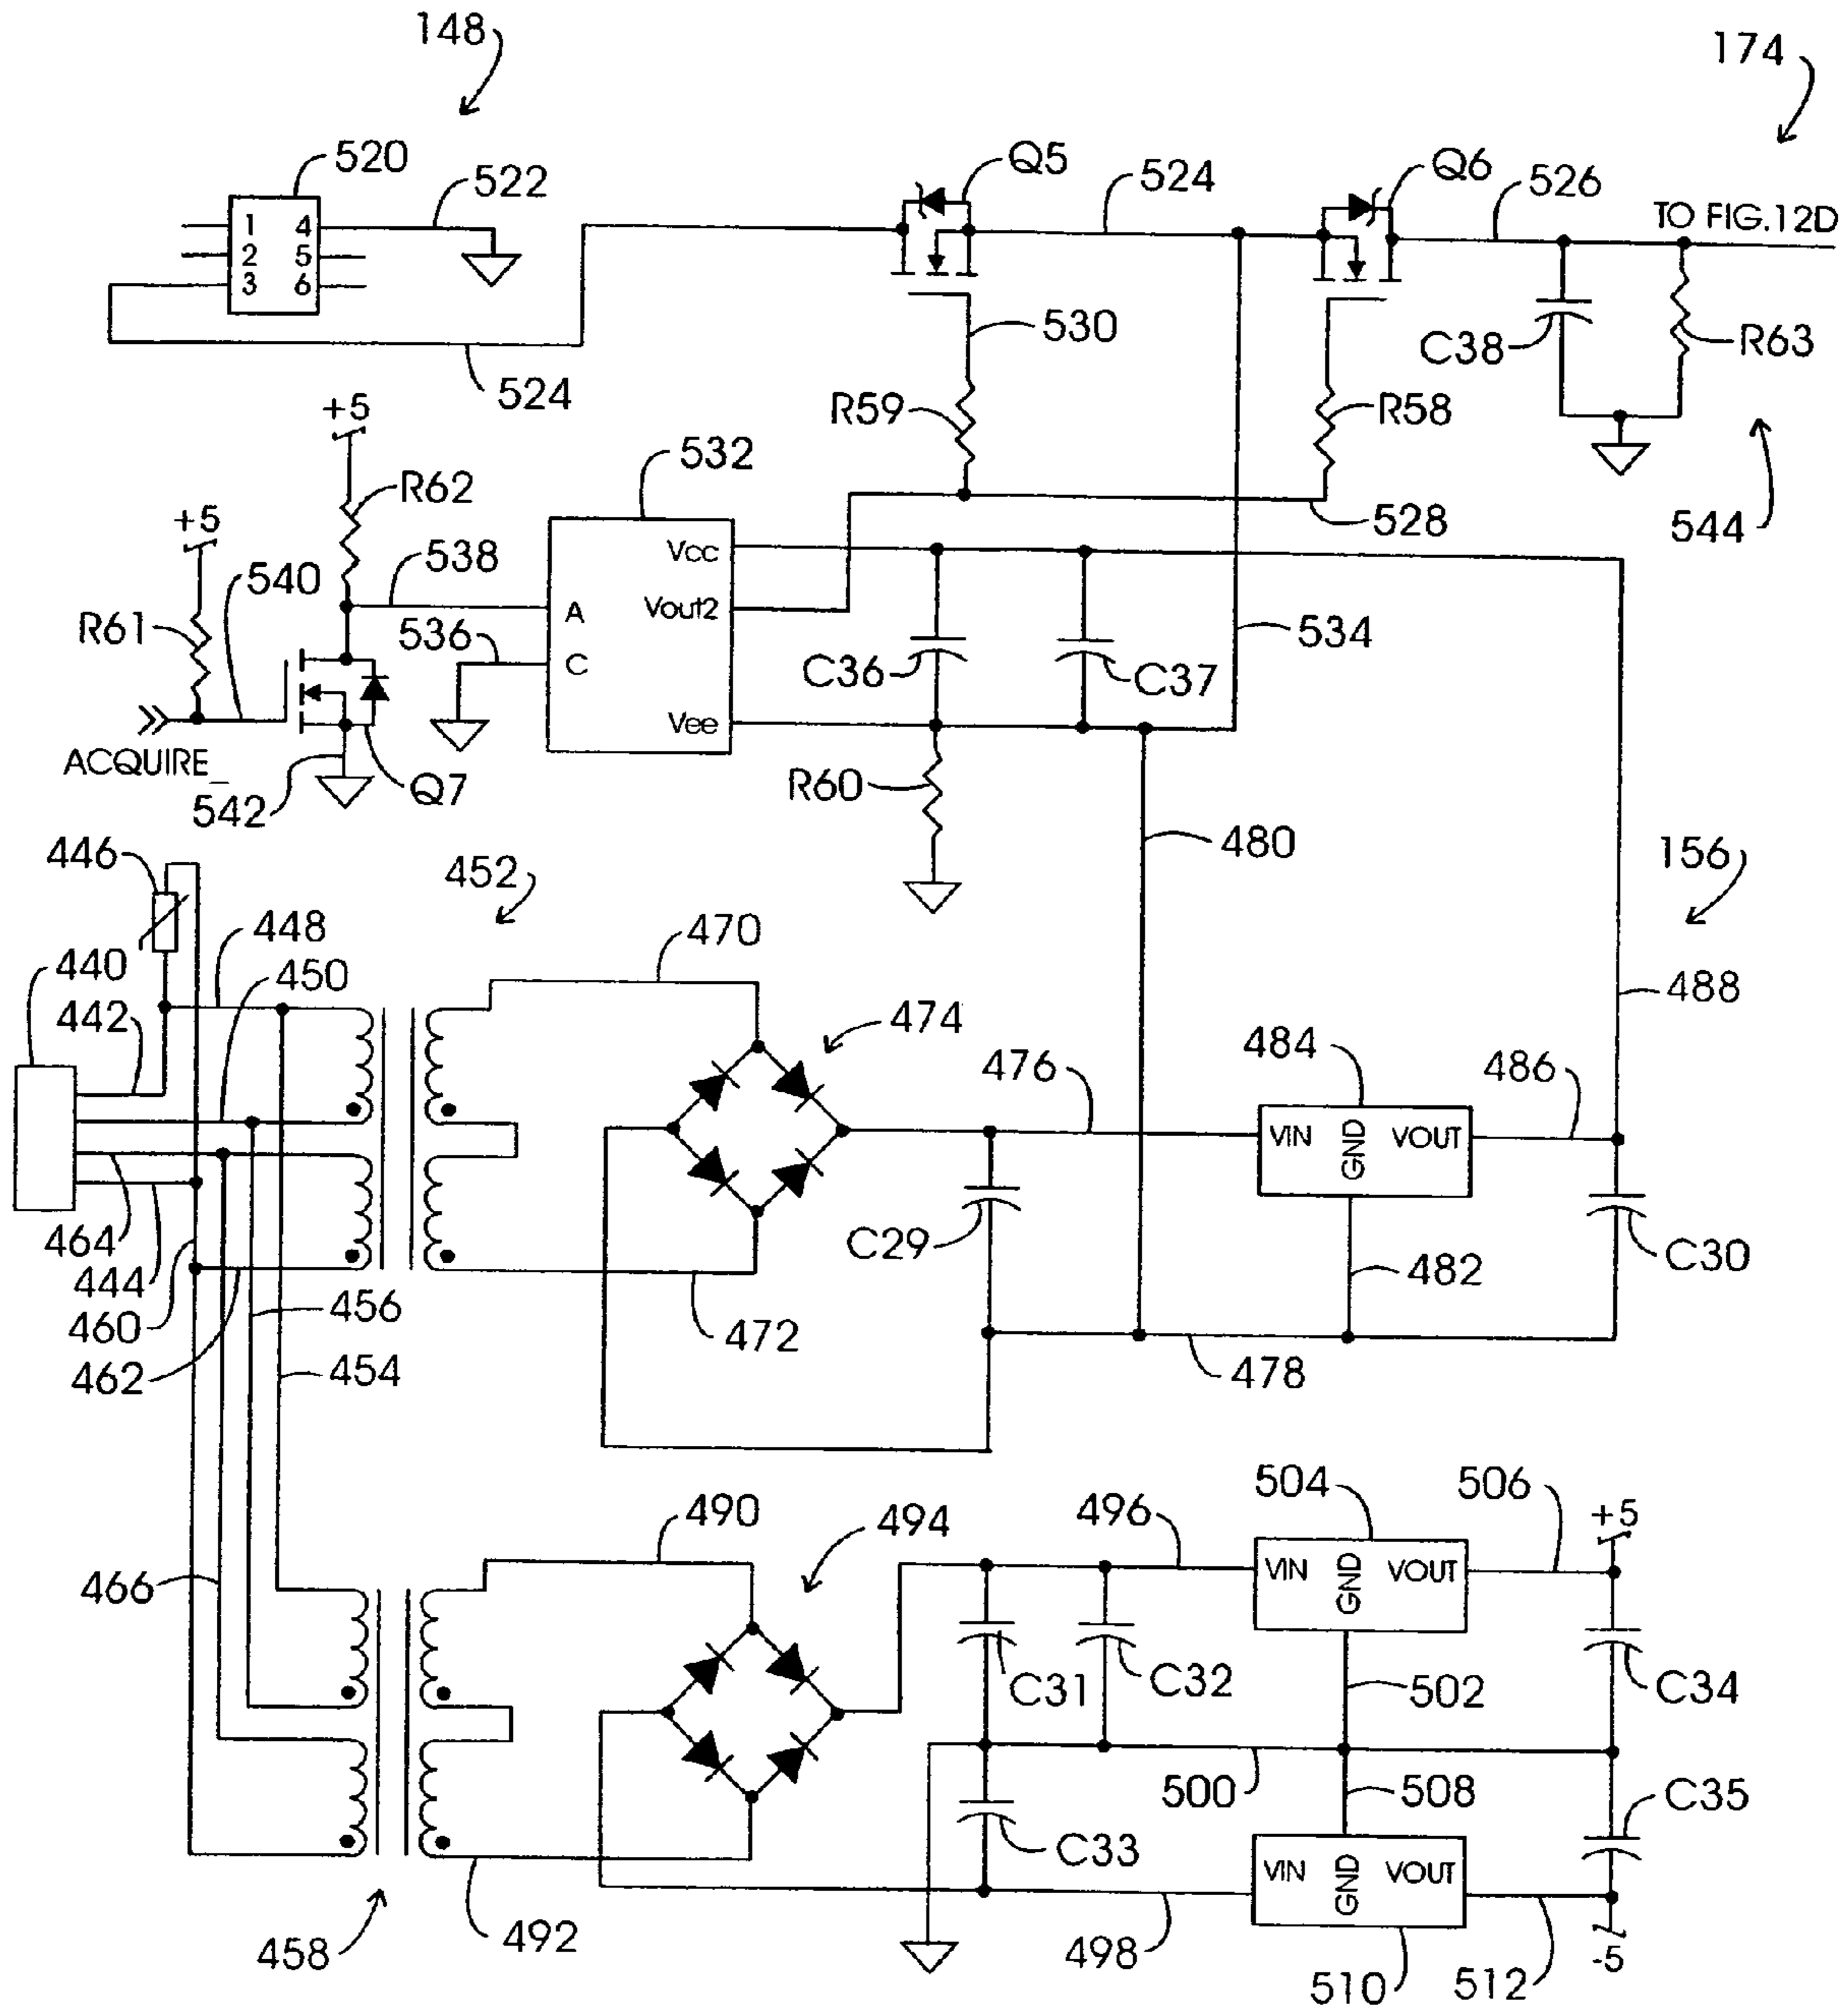 148
174
520
522
Q5
524
Q6
526
TO FIG.12D
1 4
2 5
3 6
524
530
C38
R63
R59
R58
544
+5
532
R62
+5
538
540
528
Vcc
A
Vout2
R61
536
C
534
C36
C37
Vee
ACQUIRE_
542
Q7
R60
480
156
446
452
448
470
440
450
442
474
488
476
484
486
VIN
GND
VOUT
464
C29
444
482
C30
460
456
472
462
454
478
490
494
496
504
506
+5
466
VIN
GND
VOUT
C31
C32
502
C34
500
508
C35
C33
VIN
GND
VOUT
458
492
498
510
512
-5